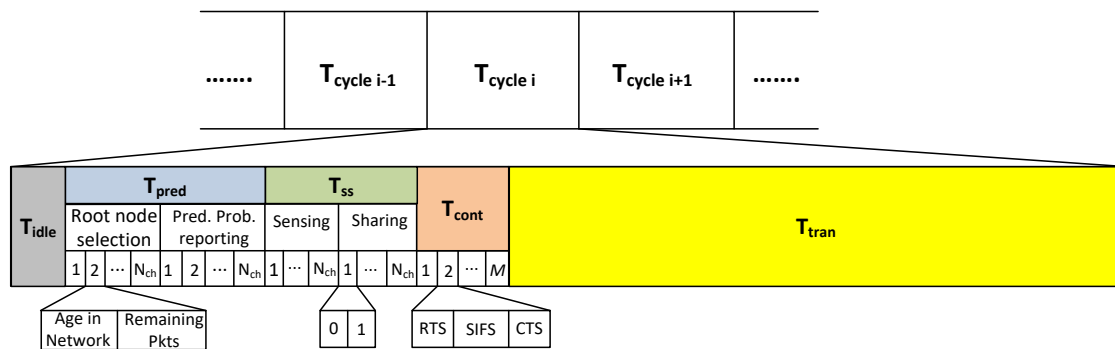 ....... T_cycle i-1 T_cycle i T_cycle i+1 .......
T_pred T_ss
T_idle T_cont T_tran
Root node selection Pred. Prob. reporting Sensing Sharing
1 2 ... N_ch 1 2 ... N_ch 1 ... N_ch 1 ... N_ch 1 2 ... M
Age in Network Remaining Pkts 0 1 RTS SIFS CTS